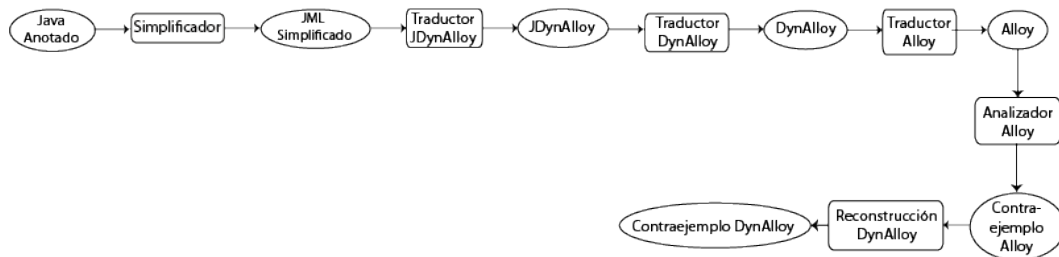 Java
Anotado
Simplificador
JML
Simplificado
Traductor
JDynAlloy
JDynAlloy
Traductor
DynAlloy
DynAlloy
Traductor
Alloy
Alloy
Analizador
Alloy
Contra-
ejemplo
Alloy
Reconstrucción
DynAlloy
Contraejemplo DynAlloy